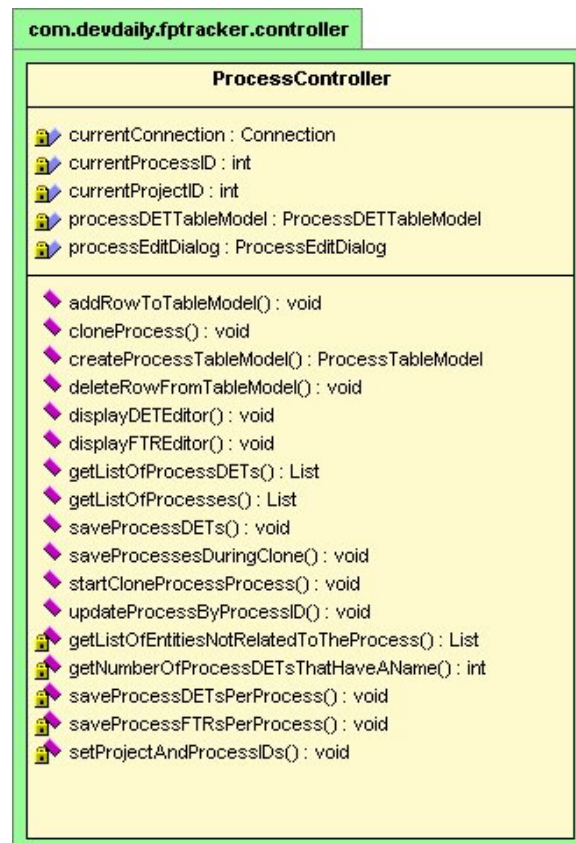 com.devdaily.fptracker.controller
ProcessController
currentConnection : Connection
currentProcessID : int
currentProjectID : int
processDETTableModel : ProcessDETTableModel
processEditDialog : ProcessEditDialog
addRowToTableModel() : void
cloneProcess() : void
createProcessTableModel() : ProcessTableModel
deleteRowFromTableModel() : void
displayDETEditor() : void
displayFTREditor() : void
getListOfProcessDETs() : List
getListOfProcesses() : List
saveProcessDETs() : void
saveProcessesDuringClone() : void
startCloneProcessProcess() : void
updateProcessByProcessID() : void
getListOfEntitiesNotRelatedToTheProcess() : List
getNumberOfProcessDETsThatHaveAName() : int
saveProcessDETsPerProcess() : void
saveProcessFTRsPerProcess() : void
setProjectAndProcessIDs() : void